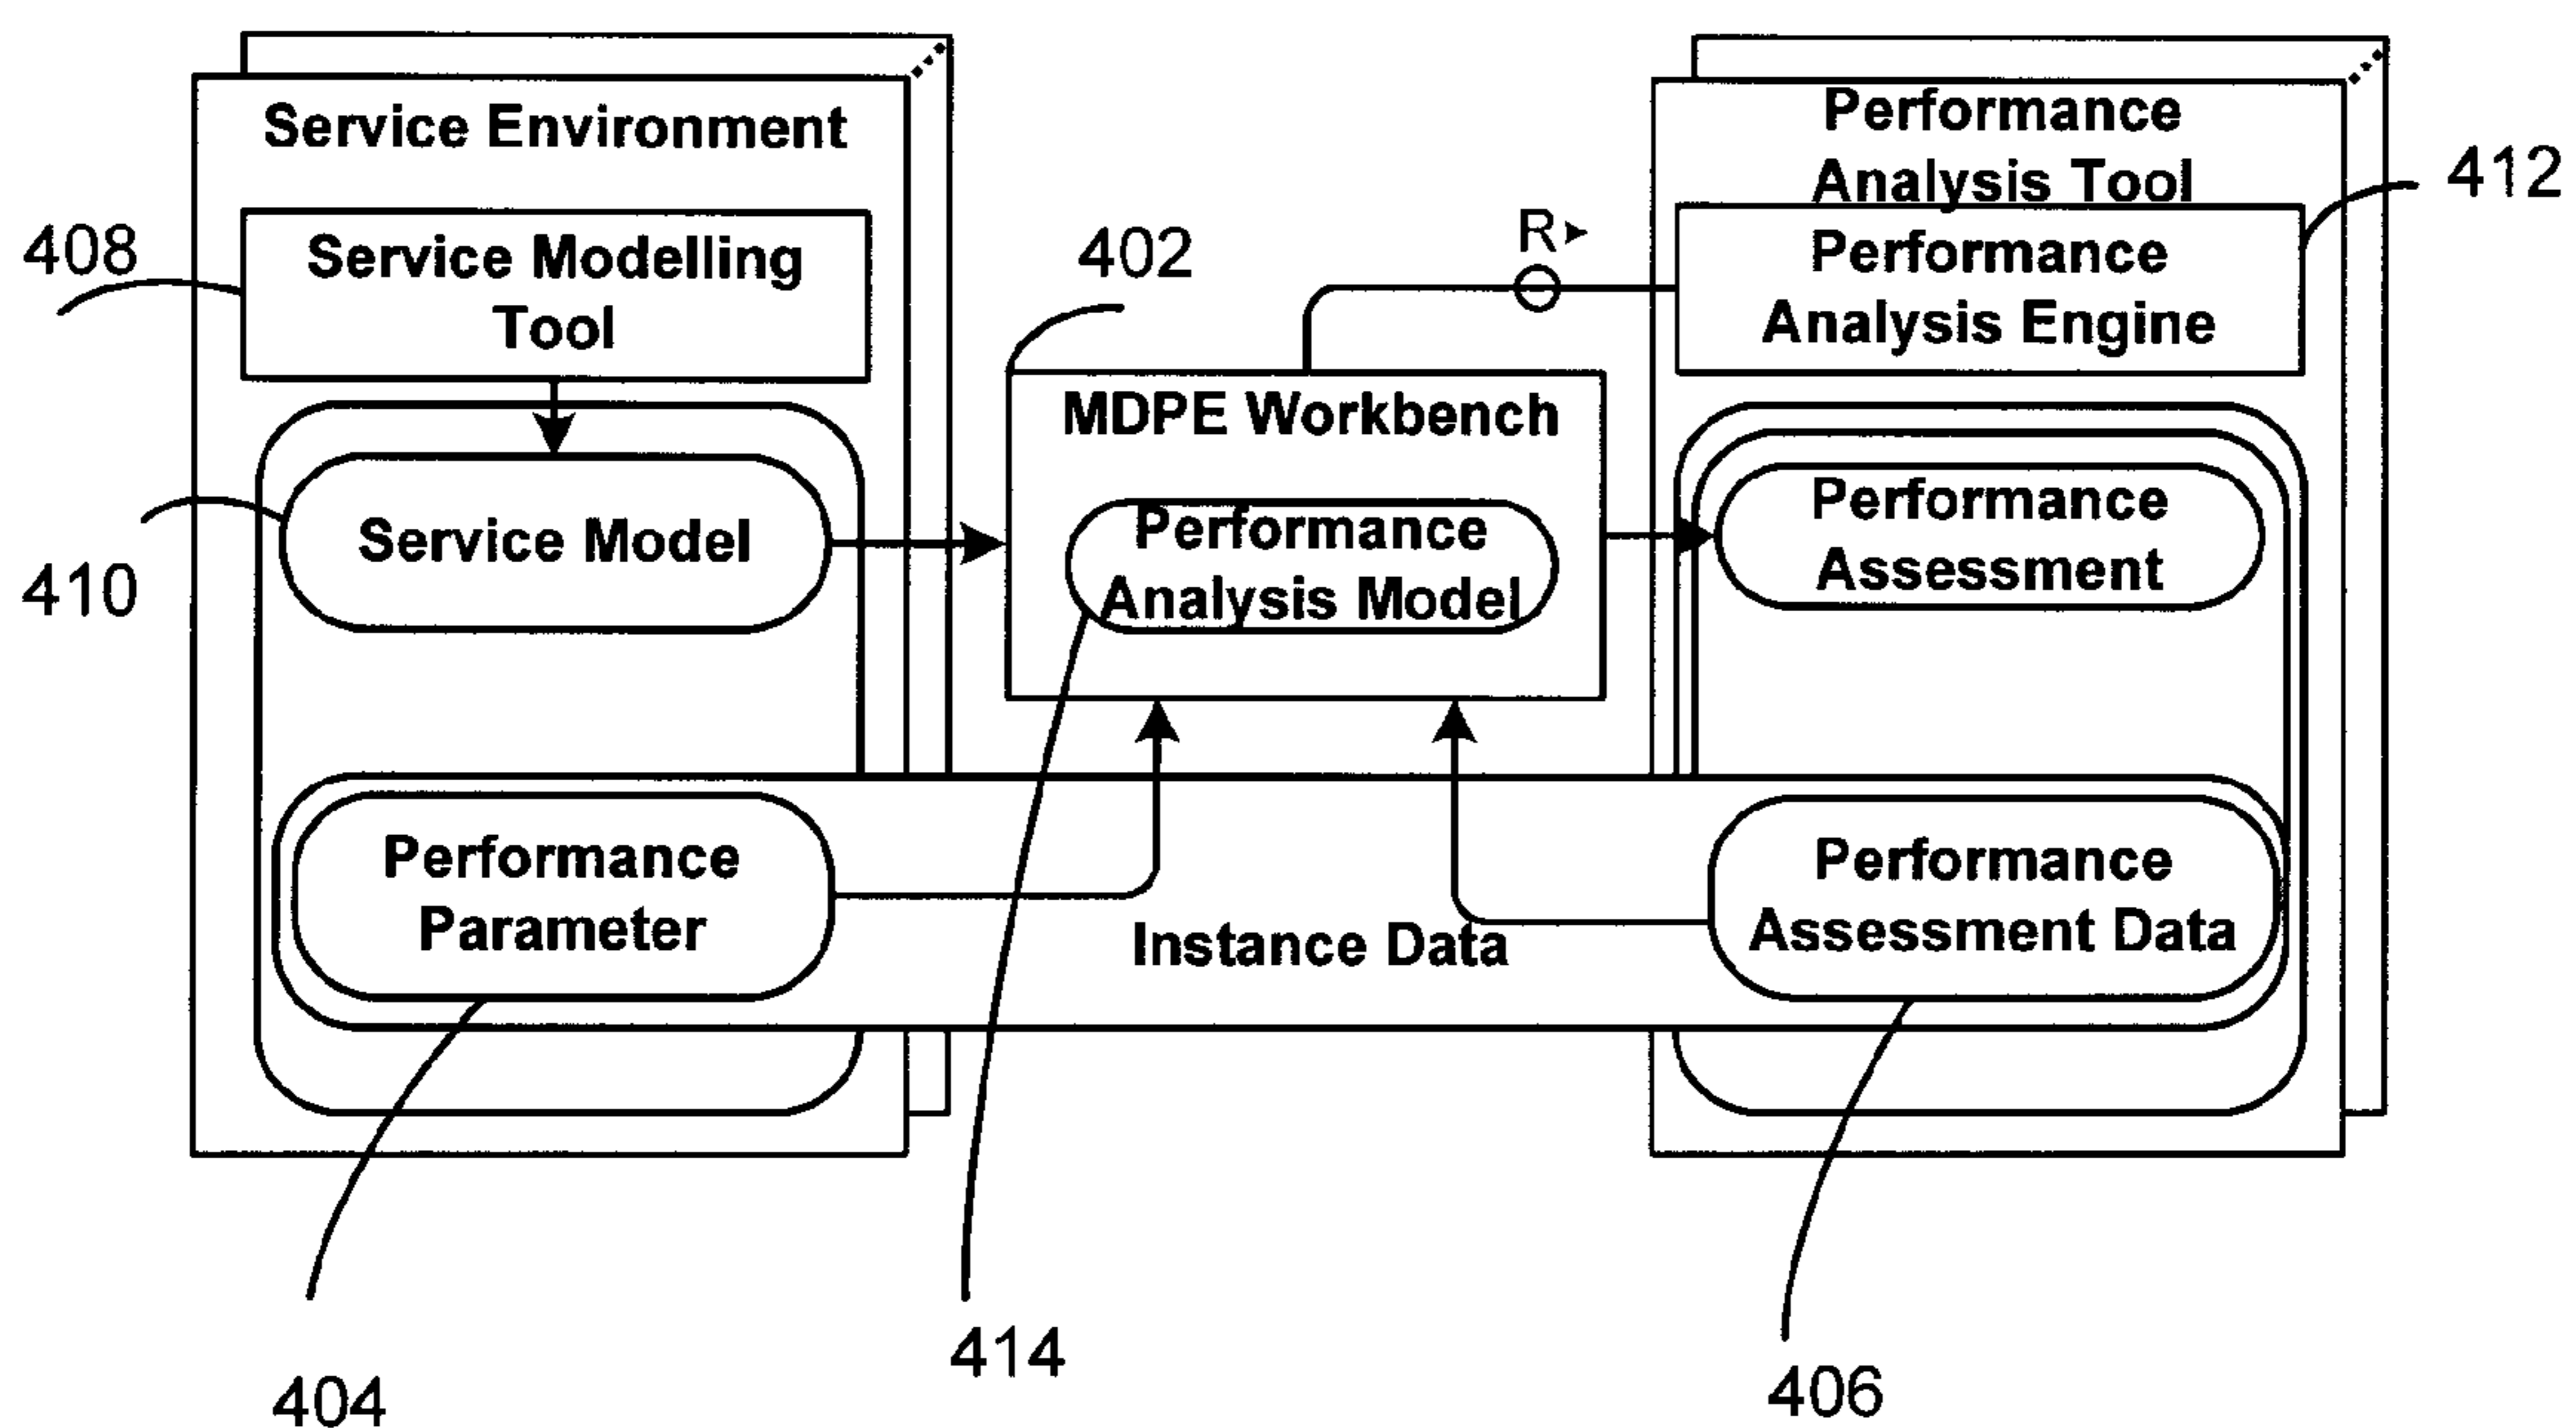 Service Environment
Service Modelling
Tool
408
Service Model
410
Performance
Parameter
404
402
MDPE Workbench
Performance
Analysis Model
414
R
Instance Data
Performance
Analysis Tool
412
Performance
Analysis Engine
Performance
Assessment
Performance
Assessment Data
406